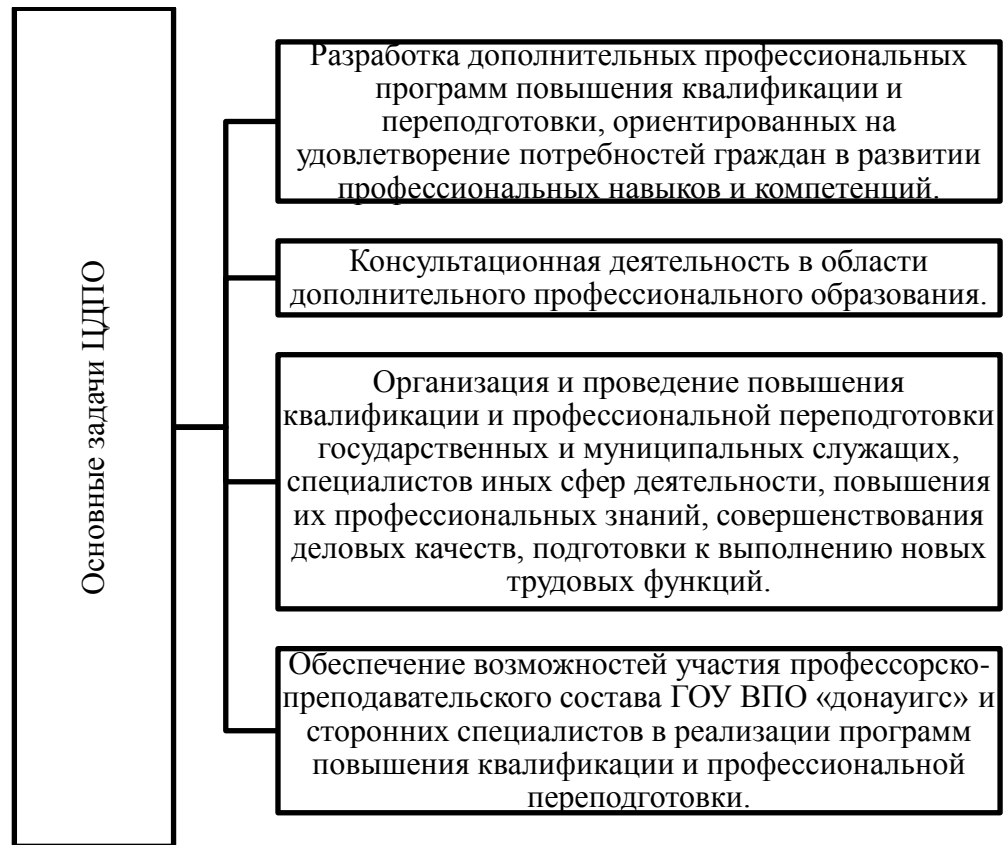 Основные задачи ЦДПО
Разработка дополнительных профессиональных
программ повышения квалификации и
переподготовки, ориентированных на
удовлетворение потребностей граждан в развитии
профессиональных навыков и компетенций.
Консультационная деятельность в области
дополнительного профессионального образования.
Организация и проведение повышения
квалификации и профессиональной переподготовки
государственных и муниципальных служащих,
специалистов иных сфер деятельности, повышения
их профессиональных знаний, совершенствования
деловых качеств, подготовки к выполнению новых
трудовых функций.
Обеспечение возможностей участия профессорско-
преподавательского состава ГОУ ВПО «донауигс» и
сторонних специалистов в реализации программ
повышения квалификации и профессиональной
переподготовки.